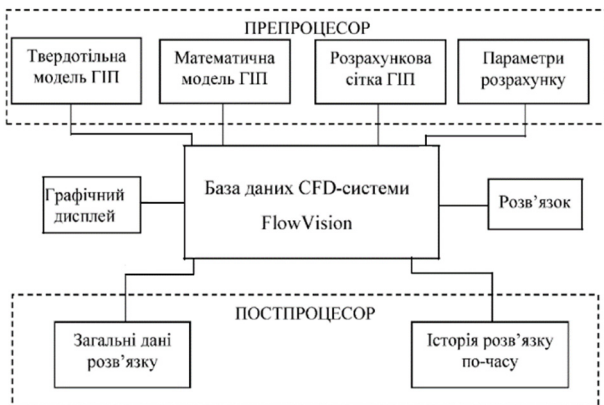 ПРЕПРОЦЕСОР
Твердотільна
модель ГІП
Математична
модель ГІП
Розрахункова
сітка ГІП
Параметри
розрахунку
База даних CFD-системи
FlowVision
Графічний
дисплей
Розв’язок
ПОСТПРОЦЕСОР
Загальні дані
розв’язку
Історія розв’язку
по-часу